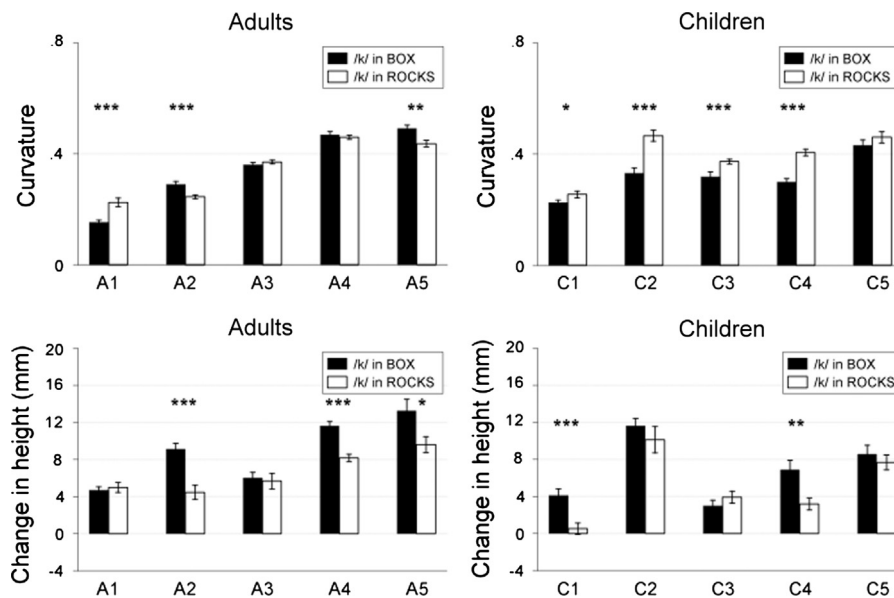 Adults
.8
/k/ in BOX
/k/ in ROCKS
*** *** **
Curvature
.4
0
A1 A2 A3 A4 A5
Children
.8
/k/ in BOX
/k/ in ROCKS
* *** *** ***
Curvature
.4
0
C1 C2 C3 C4 C5
Adults
20
/k/ in BOX
16
/k/ in ROCKS
*** *** *
12
Change in height (mm)
8
4
0
-4
A1 A2 A3 A4 A5
Children
20
/k/ in BOX
16
/k/ in ROCKS
*** **
12
Change in height (mm)
8
4
0
-4
C1 C2 C3 C4 C5